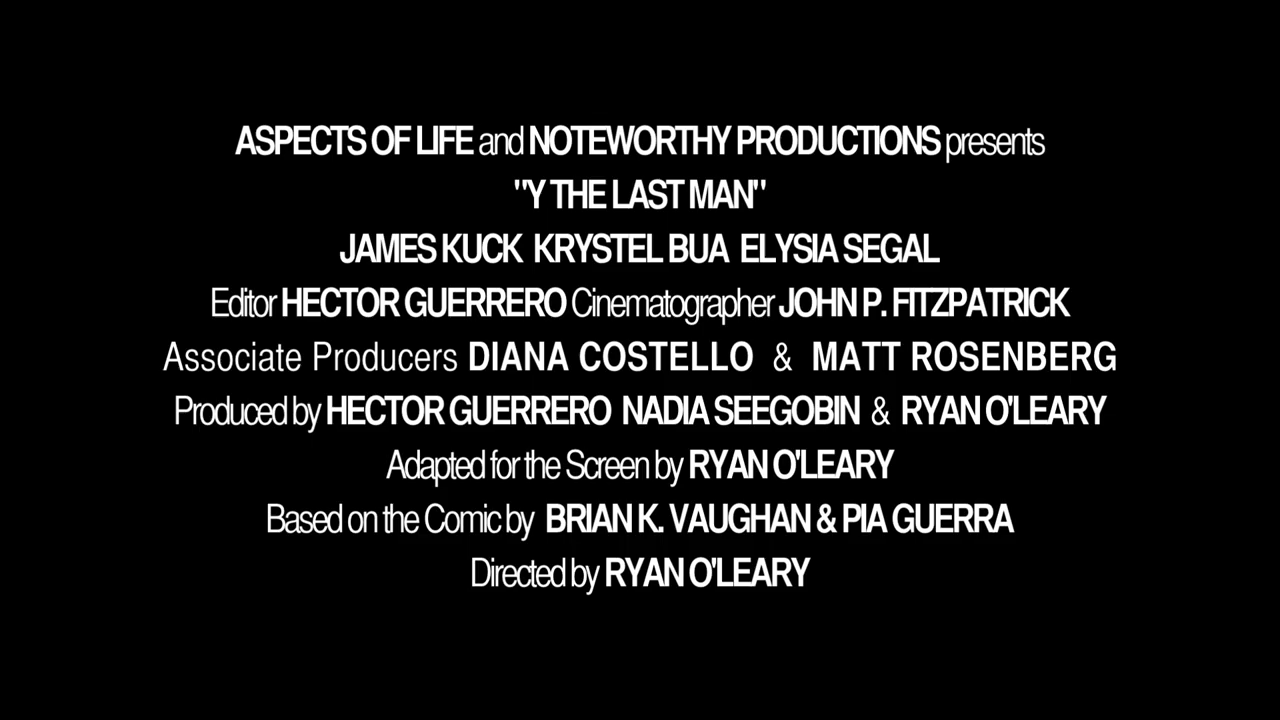 ASPECTS OF LIFE and NOTEWORTHY PRODUCTIONS presents
"Y THE LAST MAN"
JAMES KUCK KRYSTEL BUA ELYSIA SEGAL
Editor HECTOR GUERRERO Cinematographer JOHN P. FITZPATRICK
Associate Producers DIANA COSTELLO & MATT ROSENBERG
Produced by HECTOR GUERRERO NADIA SEEGOBIN & RYAN O'LEARY
Adapted for the Screen by RYAN O'LEARY
Based on the Comic by BRIAN K. VAUGHAN & PIA GUERRA
Directed by RYAN O'LEARY